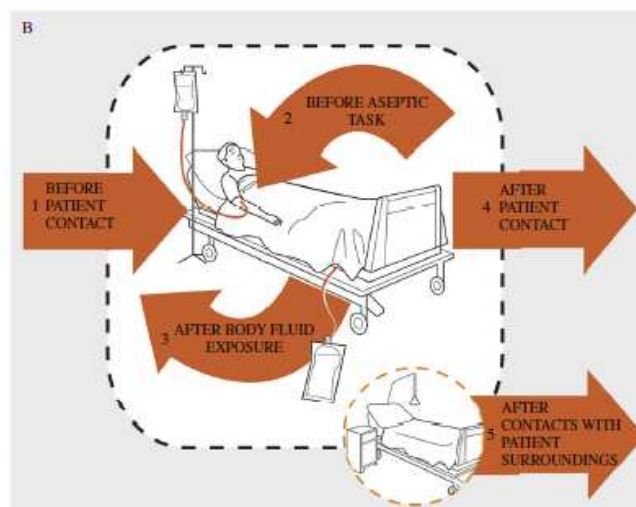 B
2 BEFORE ASEPTIC
TASK
BEFORE
1 PATIENT
CONTACT
AFTER
4 PATIENT
CONTACT
3 AFTER BODY FLUID
EXPOSURE
AFTER
CONTACTS WITH
5 PATIENT
SURROUNDINGS